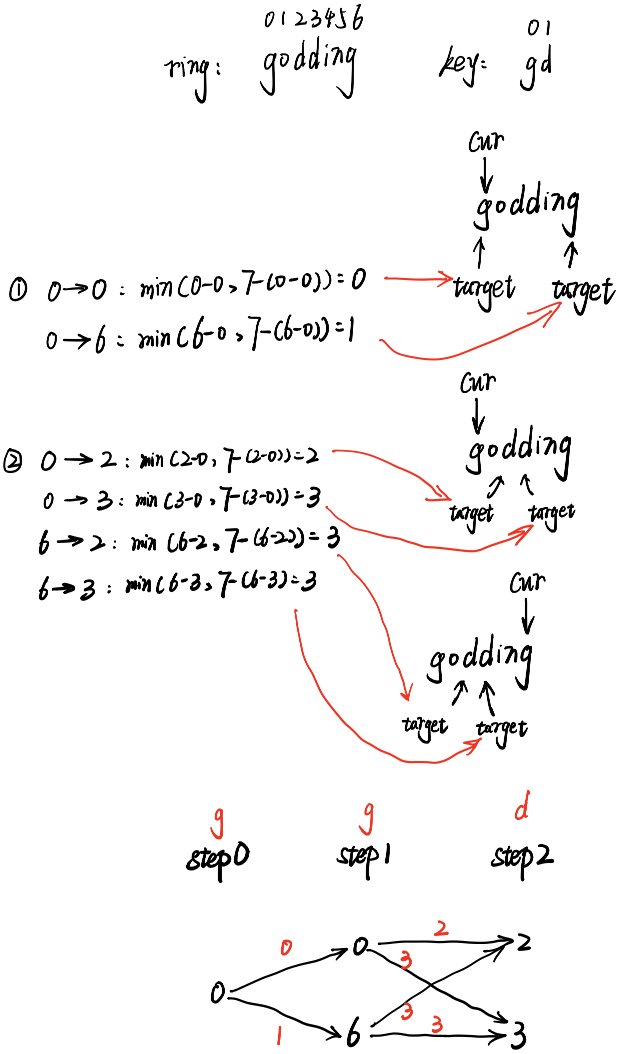 0123456 01
ring: godding key: gd
cur
godding
① 0→0 : min(0-0, 7-(0-0))=0 target target
0→6 : min(6-0, 7-(6-0))=1
cur
godding
② 0→2 : min(2-0, 7-(2-0))=2
0→3 : min(3-0, 7-(3-0))=3 target target
6→2 : min(6-2, 7-(6-2))=3
6→3 : min(6-3, 7-(6-3))=3 cur
godding
target target
g g d
step0 step1 step2
0 0 2 2
3
0
3
1 6 3 3